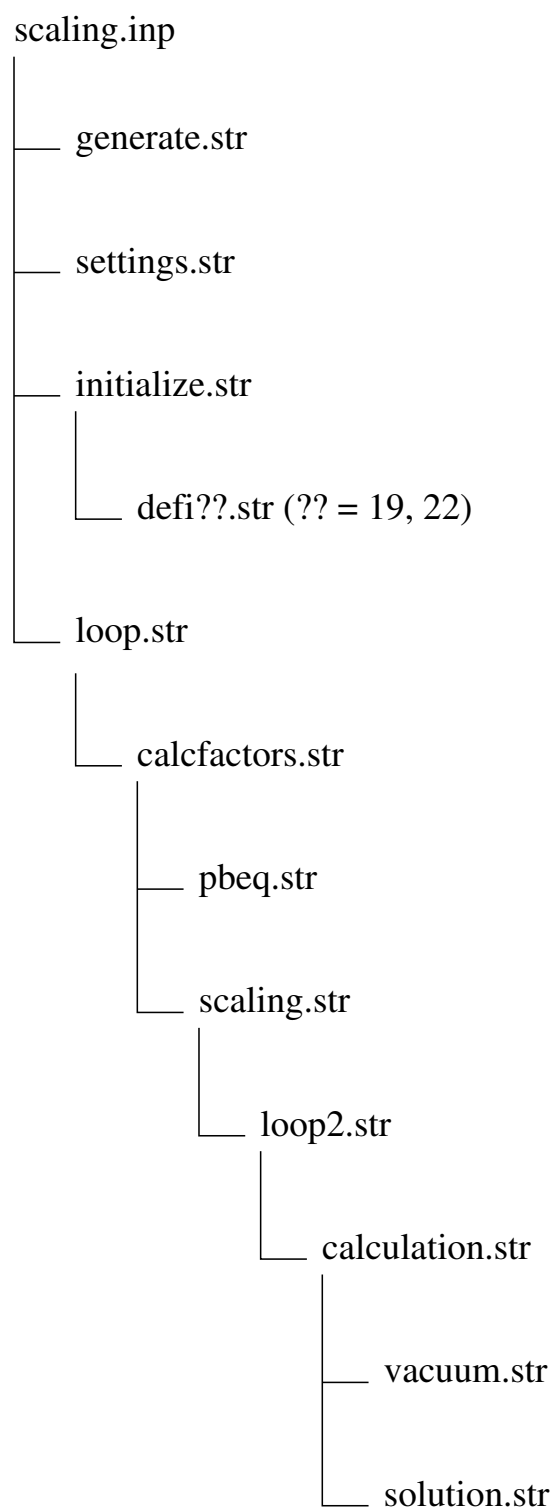 scaling.inp
generate.str
settings.str
initialize.str
defi??.str (?? = 19, 22)
loop.str
calcfactors.str
pbeq.str
scaling.str
loop2.str
calculation.str
vacuum.str
solution.str